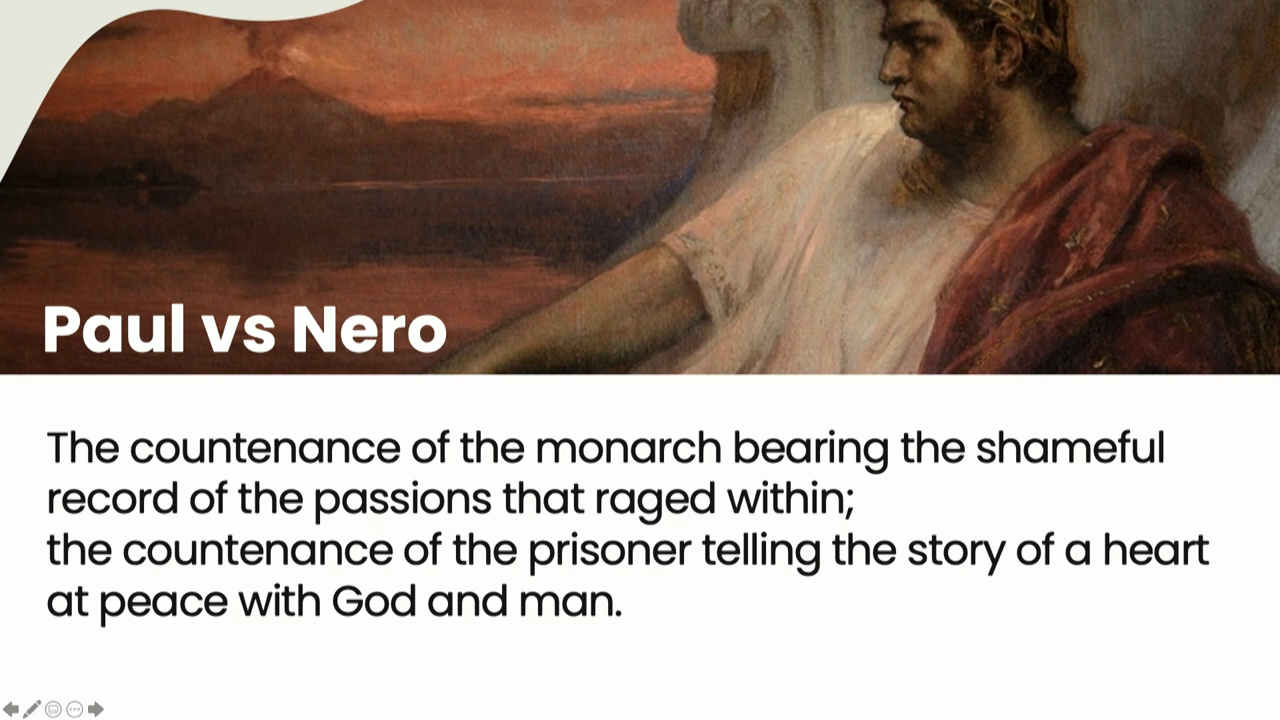 Paul vs Nero
The countenance of the monarch bearing the shameful
record of the passions that raged within;
the countenance of the prisoner telling the story of a heart
at peace with God and man.